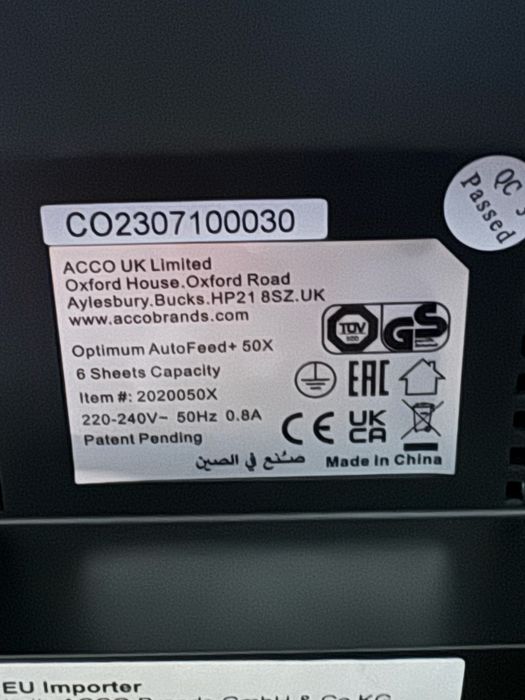 QC
Passed
CO2307100030
ACCO UK Limited
Oxford House.Oxford Road
Aylesbury.Bucks.HP21 8SZ.UK
www.accobrands.com
Optimum AutoFeed+ 50X
6 Sheets Capacity
Item #: 2020050X
220-240V~ 50Hz 0.8A
Patent Pending
TÜV
SÜD
GS
EAC
CE
UK
CA
صنع في الصين
Made in China
EU Importer